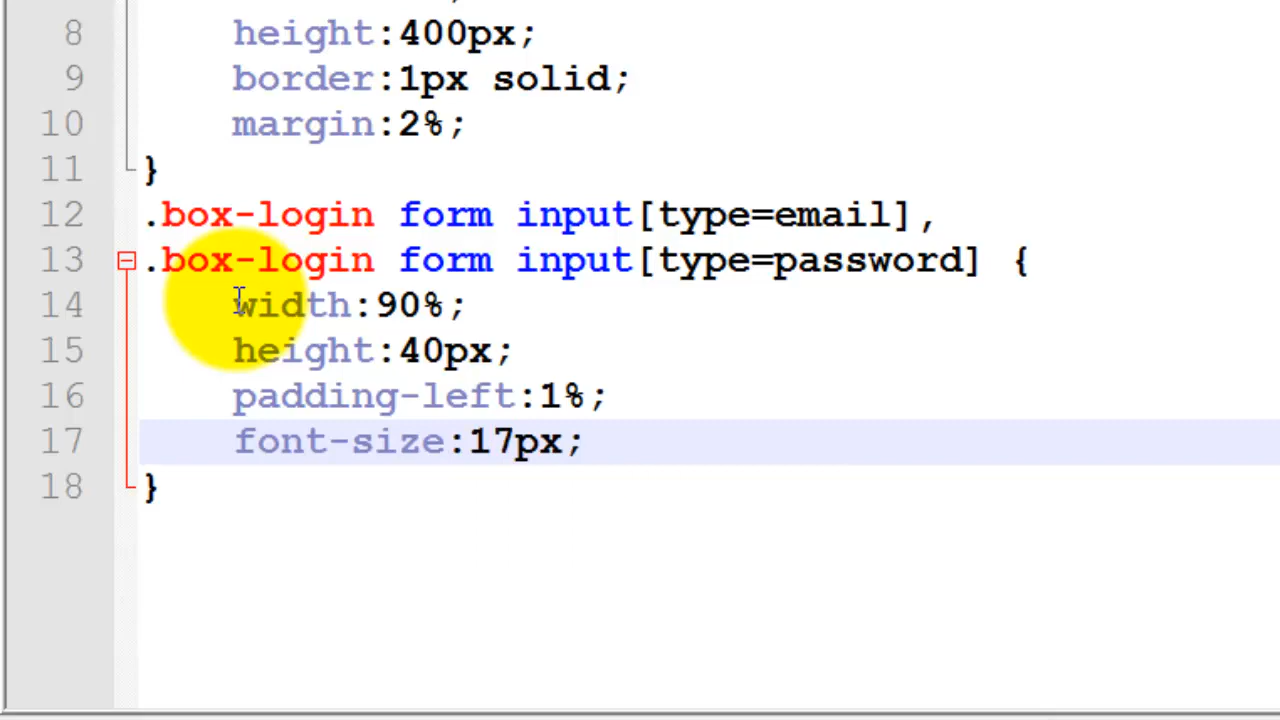 8 height:400px;
9 border:1px solid;
10 margin:2%;
11 }
12 .box-login form input[type=email],
13 .box-login form input[type=password] {
14 width:90%;
15 height:40px;
16 padding-left:1%;
17 font-size:17px;
18 }